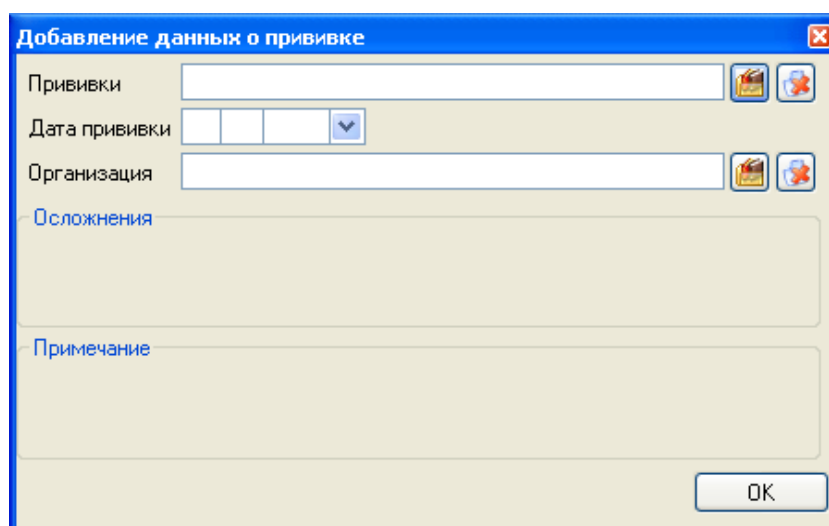 Добавление данных о прививке
Прививки
Дата прививки
Организация
Осложнения
Примечание
OK